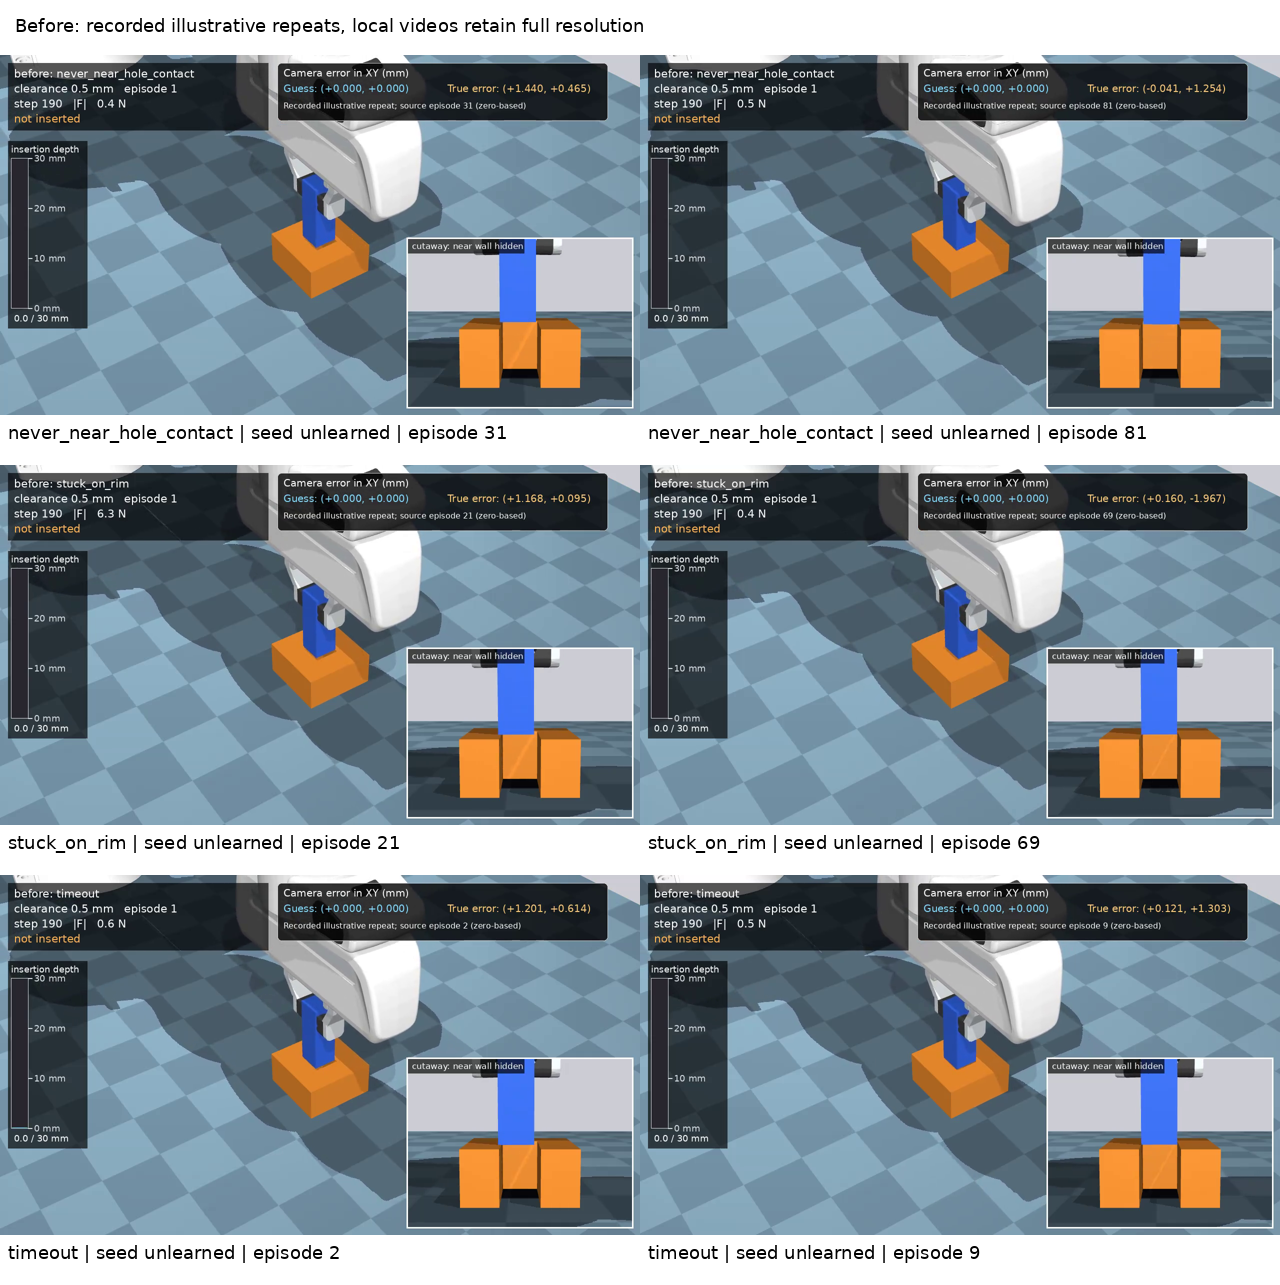 Before: recorded illustrative repeats, local videos retain full resolution
before: never_near_hole_contact
clearance 0.5 mm   episode 1
step 190   |F|   0.4 N
not inserted
Camera error in XY (mm)
Guess: (+0.000, +0.000)   True error: (+1.440, +0.465)
Recorded illustrative repeat; source episode 31 (zero-based)
insertion depth
30 mm
20 mm
10 mm
0 mm
0.0 / 30 mm
cutaway: near wall hidden
never_near_hole_contact | seed unlearned | episode 31
before: never_near_hole_contact
clearance 0.5 mm   episode 1
step 190   |F|   0.5 N
not inserted
Camera error in XY (mm)
Guess: (+0.000, +0.000)   True error: (-0.041, +1.254)
Recorded illustrative repeat; source episode 81 (zero-based)
insertion depth
30 mm
20 mm
10 mm
0 mm
0.0 / 30 mm
cutaway: near wall hidden
never_near_hole_contact | seed unlearned | episode 81
before: stuck_on_rim
clearance 0.5 mm   episode 1
step 190   |F|   6.3 N
not inserted
Camera error in XY (mm)
Guess: (+0.000, +0.000)   True error: (+1.168, +0.095)
Recorded illustrative repeat; source episode 21 (zero-based)
insertion depth
30 mm
20 mm
10 mm
0 mm
0.0 / 30 mm
cutaway: near wall hidden
stuck_on_rim | seed unlearned | episode 21
before: stuck_on_rim
clearance 0.5 mm   episode 1
step 190   |F|   0.4 N
not inserted
Camera error in XY (mm)
Guess: (+0.000, +0.000)   True error: (+0.160, -1.967)
Recorded illustrative repeat; source episode 69 (zero-based)
insertion depth
30 mm
20 mm
10 mm
0 mm
0.0 / 30 mm
cutaway: near wall hidden
stuck_on_rim | seed unlearned | episode 69
before: timeout
clearance 0.5 mm   episode 1
step 190   |F|   0.6 N
not inserted
Camera error in XY (mm)
Guess: (+0.000, +0.000)   True error: (+1.201, +0.614)
Recorded illustrative repeat; source episode 2 (zero-based)
insertion depth
30 mm
20 mm
10 mm
0 mm
0.0 / 30 mm
cutaway: near wall hidden
timeout | seed unlearned | episode 2
before: timeout
clearance 0.5 mm   episode 1
step 190   |F|   0.5 N
not inserted
Camera error in XY (mm)
Guess: (+0.000, +0.000)   True error: (+0.121, +1.303)
Recorded illustrative repeat; source episode 9 (zero-based)
insertion depth
30 mm
20 mm
10 mm
0 mm
0.0 / 30 mm
cutaway: near wall hidden
timeout | seed unlearned | episode 9